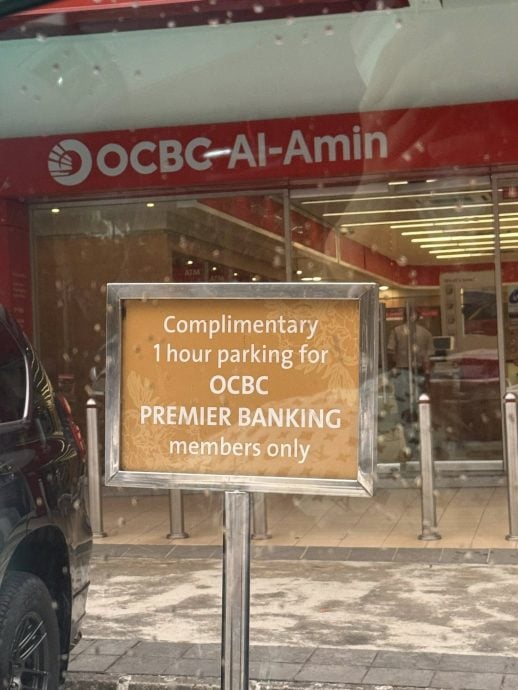 OCBC Al-Amin
ATM
Complimentary
1 hour parking for
OCBC
PREMIER BANKING
members only